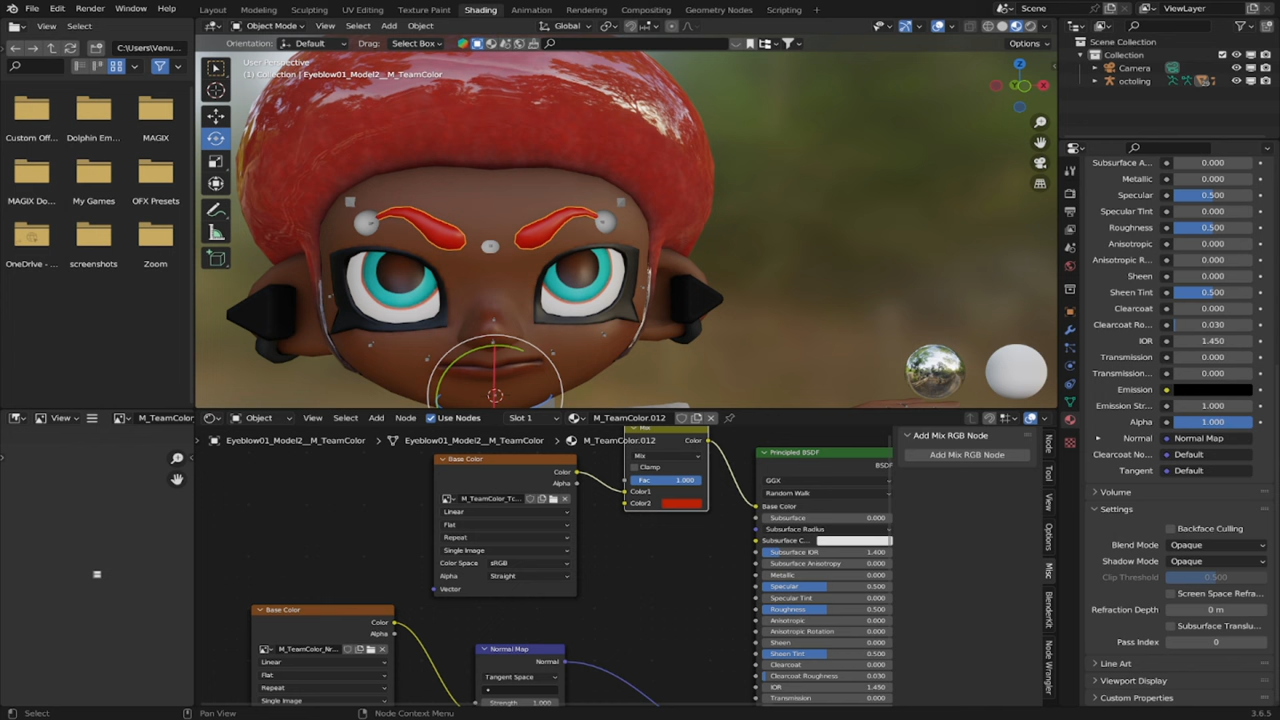 File Edit Render Window Help Layout Modeling Sculpting UV Editing Texture Paint Shading Animation Rendering Compositing Geometry Nodes Scripting + Scene ViewLayer
View Select Object Mode View Select Add Object Global Options
C:\Users\Venu... Orientation: Default Drag: Select Box
User Perspective
(1) Collection | Eyeblow01_Model2__M_TeamColor
Custom Off... Dolphin Em... MAGIX
MAGIX Do... My Games OFX Presets
OneDrive - ... screenshots Zoom
X
Scene Collection
Collection
Camera
octoling
Subsurface A... 0.000
Metallic 0.000
Specular 0.500
Specular Tint 0.000
Roughness 0.500
Anisotropic 0.000
Anisotropic R... 0.000
Sheen 0.000
Sheen Tint 0.500
Clearcoat 0.000
Clearcoat Ro... 0.030
IOR 1.450
Transmission 0.000
Transmission... 0.000
Emission
Emission Str... 1.000
Alpha 1.000
Normal Normal Map
Clearcoat No... Default
Tangent Default
Volume
Settings
Backface Culling
Blend Mode Opaque
Shadow Mode Opaque
Clip Threshold 0.500
Screen Space Refra...
Refraction Depth 0 m
Subsurface Translu...
Pass Index 0
Line Art
Viewport Display
Custom Properties
View M_TeamColor
Object View Select Add Node Use Nodes Slot 1 M_TeamColor.012
Eyeblow01_Model2__M_TeamColor > Eyeblow01_Model2__M_TeamColor > M_TeamColor.012
Base Color
Color
Alpha
M_TeamColor_Tc...
Linear
Flat
Repeat
Single Image
Color Space sRGB
Alpha Straight
Vector
Mix
Color
Mix
Clamp
Fac 1.000
Color1
Color2
Principled BSDF
BSDF
GGX
Random Walk
Base Color
Subsurface 0.000
Subsurface Radius
Subsurface C...
Subsurface IOR 1.400
Subsurface Anisotropy 0.000
Metallic 0.000
Specular 0.500
Specular Tint 0.000
Roughness 0.500
Anisotropic 0.000
Anisotropic Rotation 0.000
Sheen 0.000
Sheen Tint 0.500
Clearcoat 0.000
Clearcoat Roughness 0.030
IOR 1.450
Transmission 0.000
Add Mix RGB Node
Add Mix RGB Node
Node
Tool
View
Options
Misc
BlenderKit
Node Wrangler
Base Color
Color
Alpha
M_TeamColor_Nr...
Linear
Flat
Repeat
Single Image
Normal Map
Normal
Tangent Space
Strength 1.000
Select Pan View Node Context Menu 3.6.5